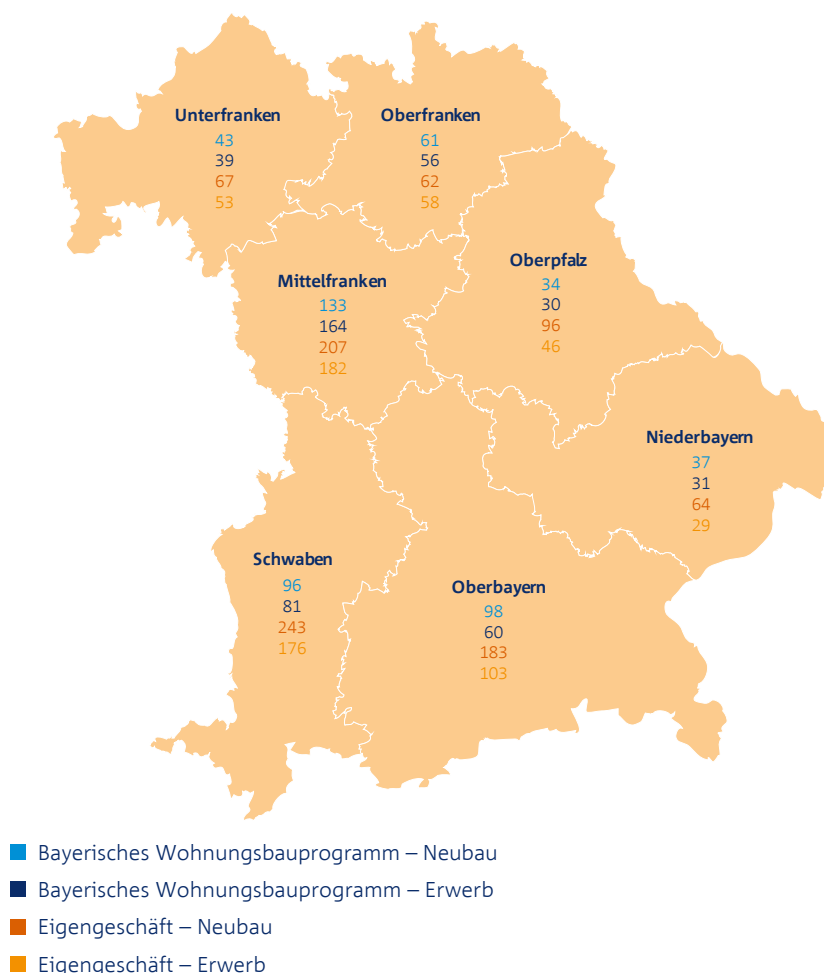 Unterfranken
43
39
67
53
Oberfranken
61
56
62
58
Mittelfranken
133
164
207
182
Oberpfalz
34
30
96
46
Niederbayern
37
31
64
29
Schwaben
96
81
243
176
Oberbayern
98
60
183
103
Bayerisches Wohnungsbauprogramm – Neubau
Bayerisches Wohnungsbauprogramm – Erwerb
Eigengeschäft – Neubau
Eigengeschäft – Erwerb